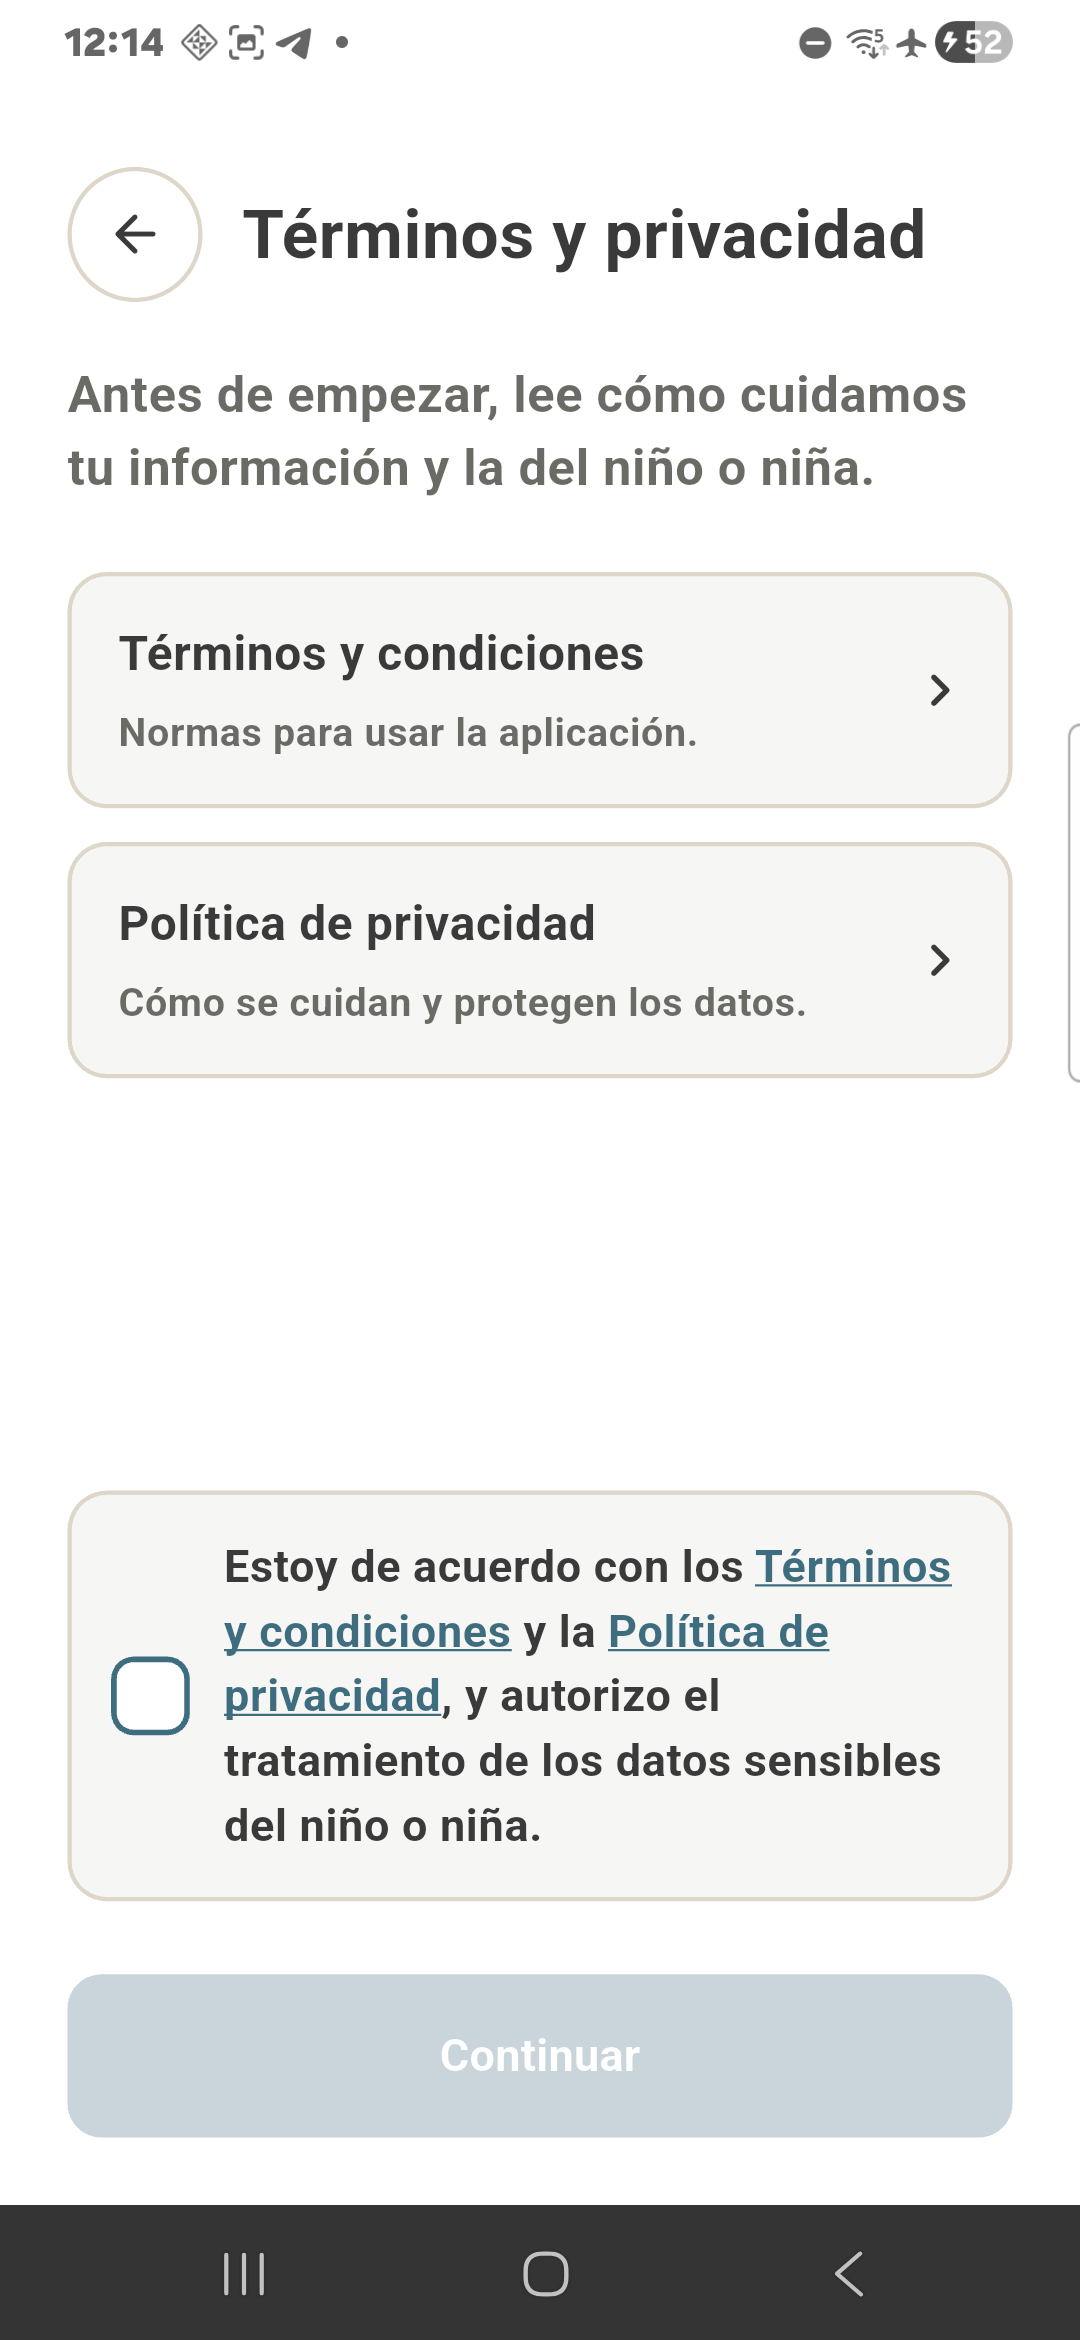 12:14
5
52
Términos y privacidad
Antes de empezar, lee cómo cuidamos
tu información y la del niño o niña.
Términos y condiciones
Normas para usar la aplicación.
Política de privacidad
Cómo se cuidan y protegen los datos.
Estoy de acuerdo con los Términos
y condiciones y la Política de
privacidad, y autorizo el
tratamiento de los datos sensibles
del niño o niña.
Continuar